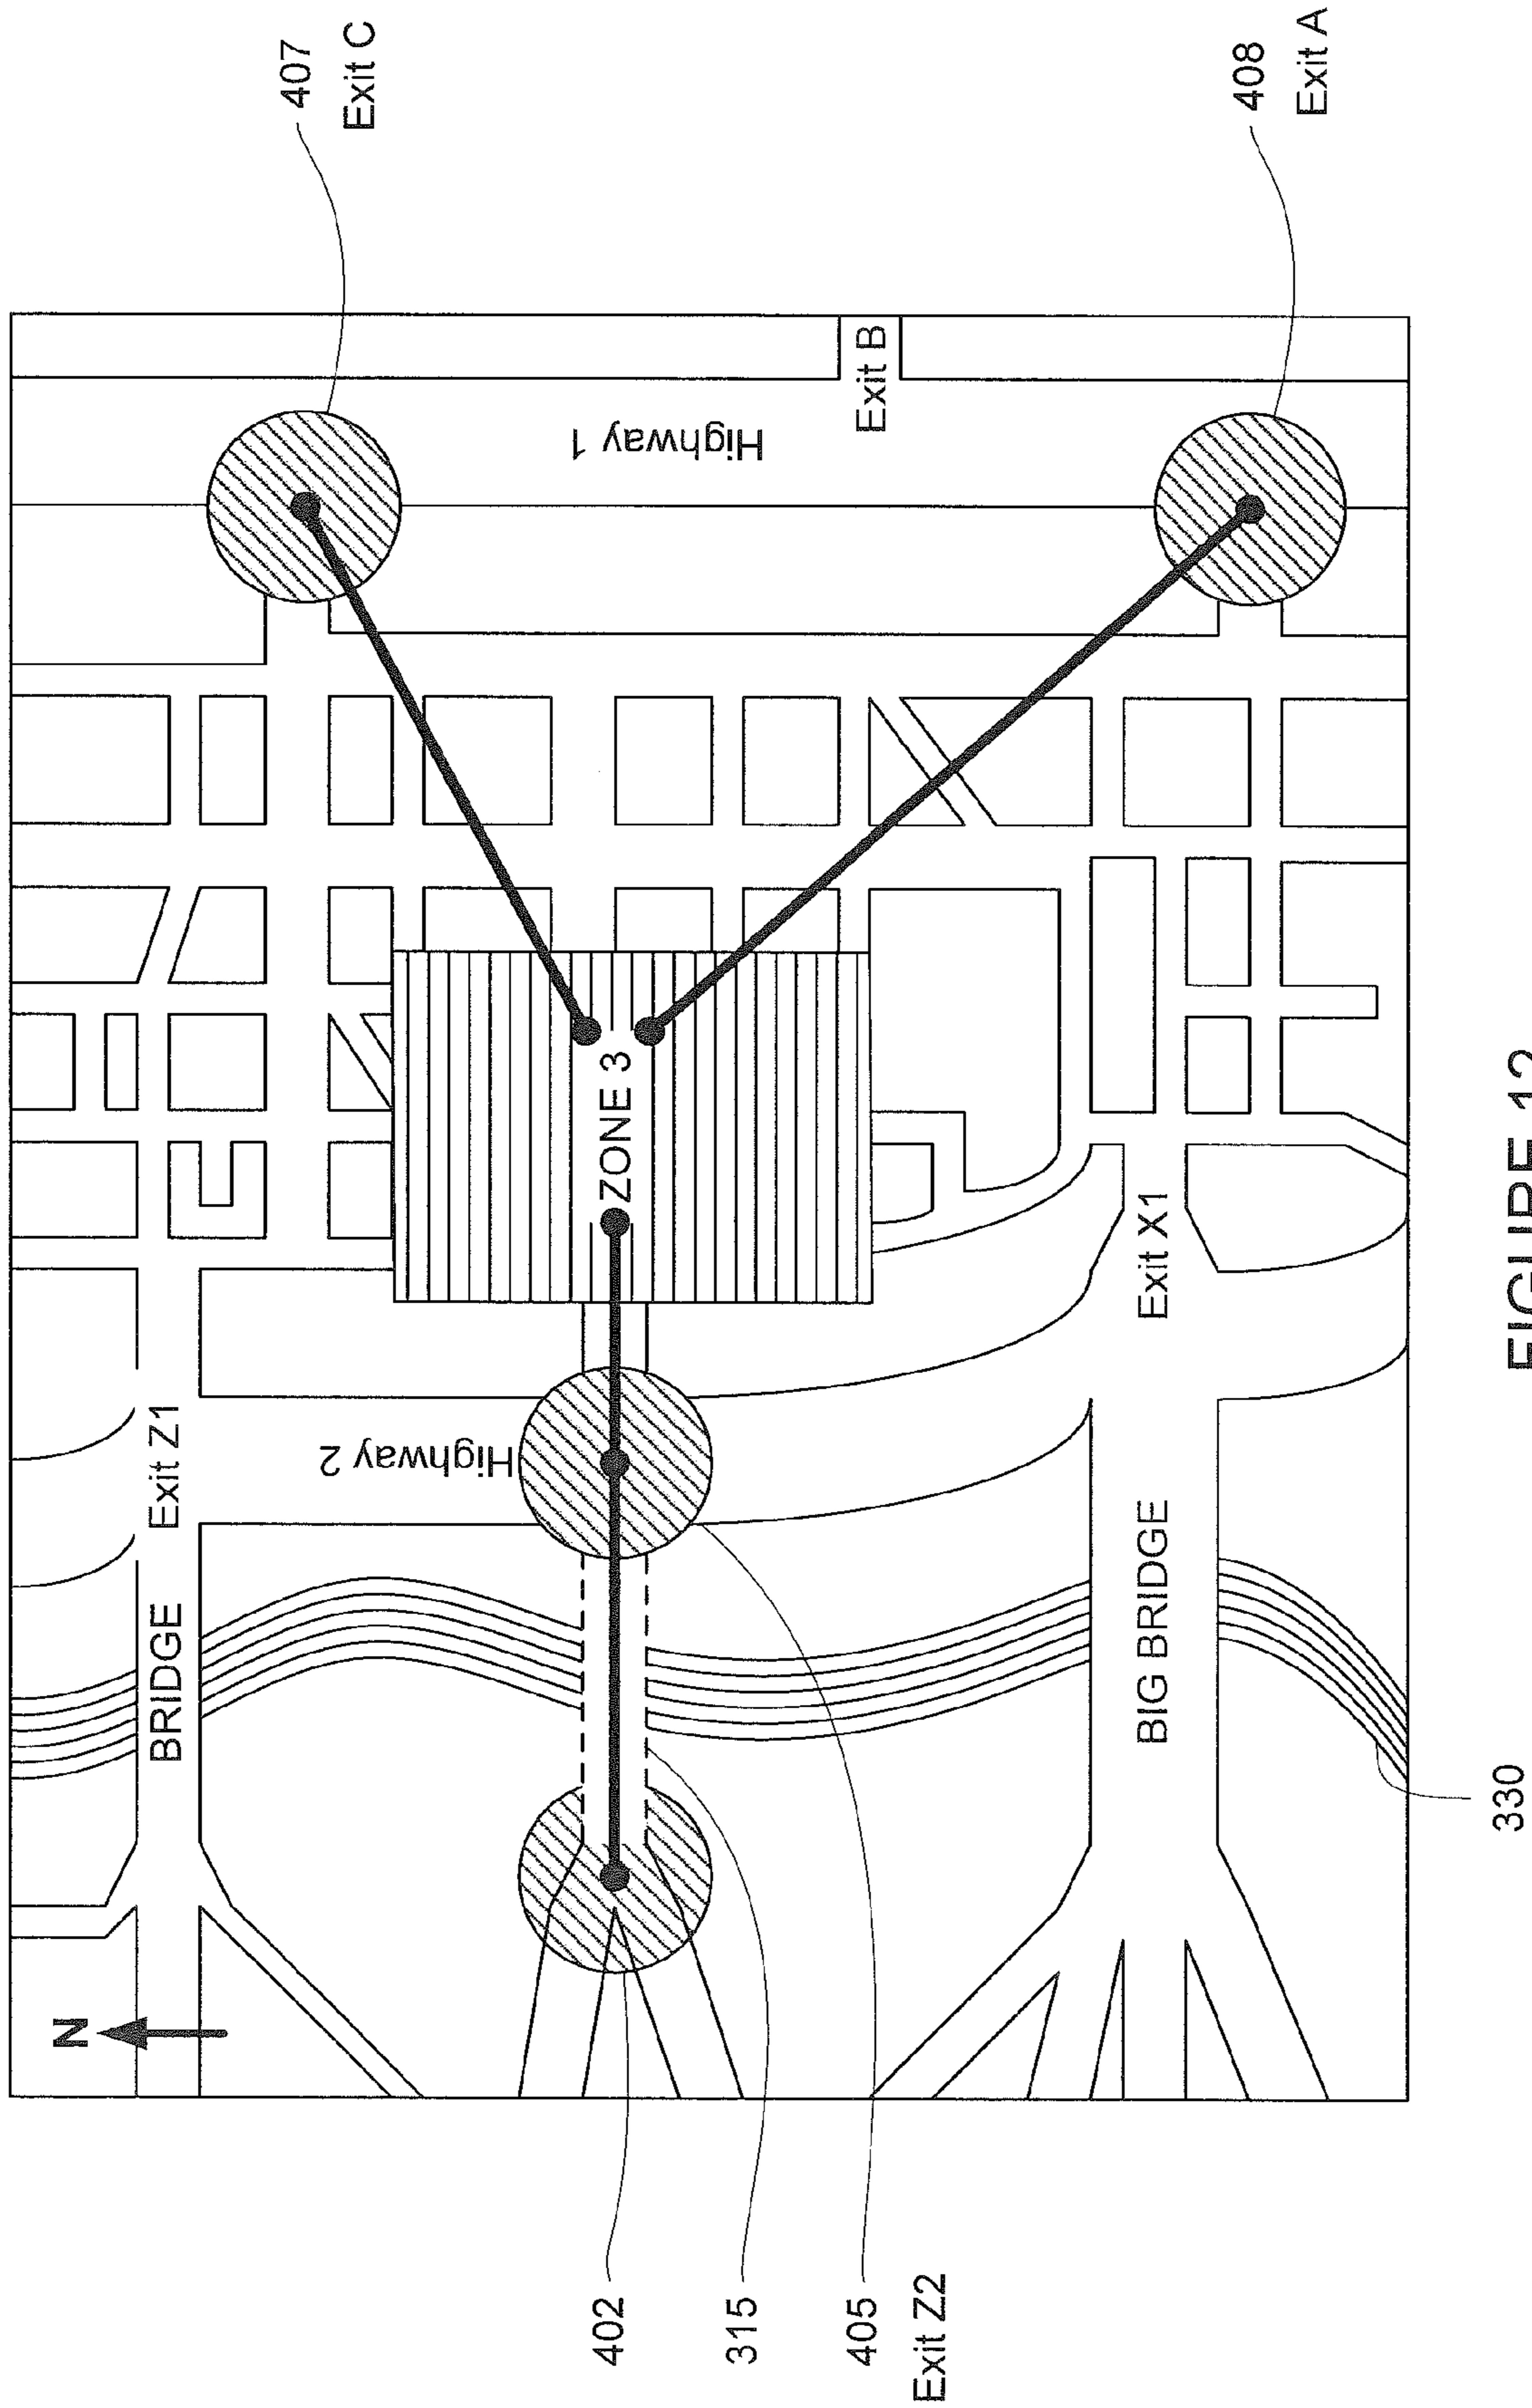 407
Exit C
408
Exit A
Exit B
Highway 1
ZONE 3
Exit Z1
Highway 2
Exit X1
BRIDGE
BIG BRIDGE
N
402
315
405
Exit Z2
330
FIGURE 12